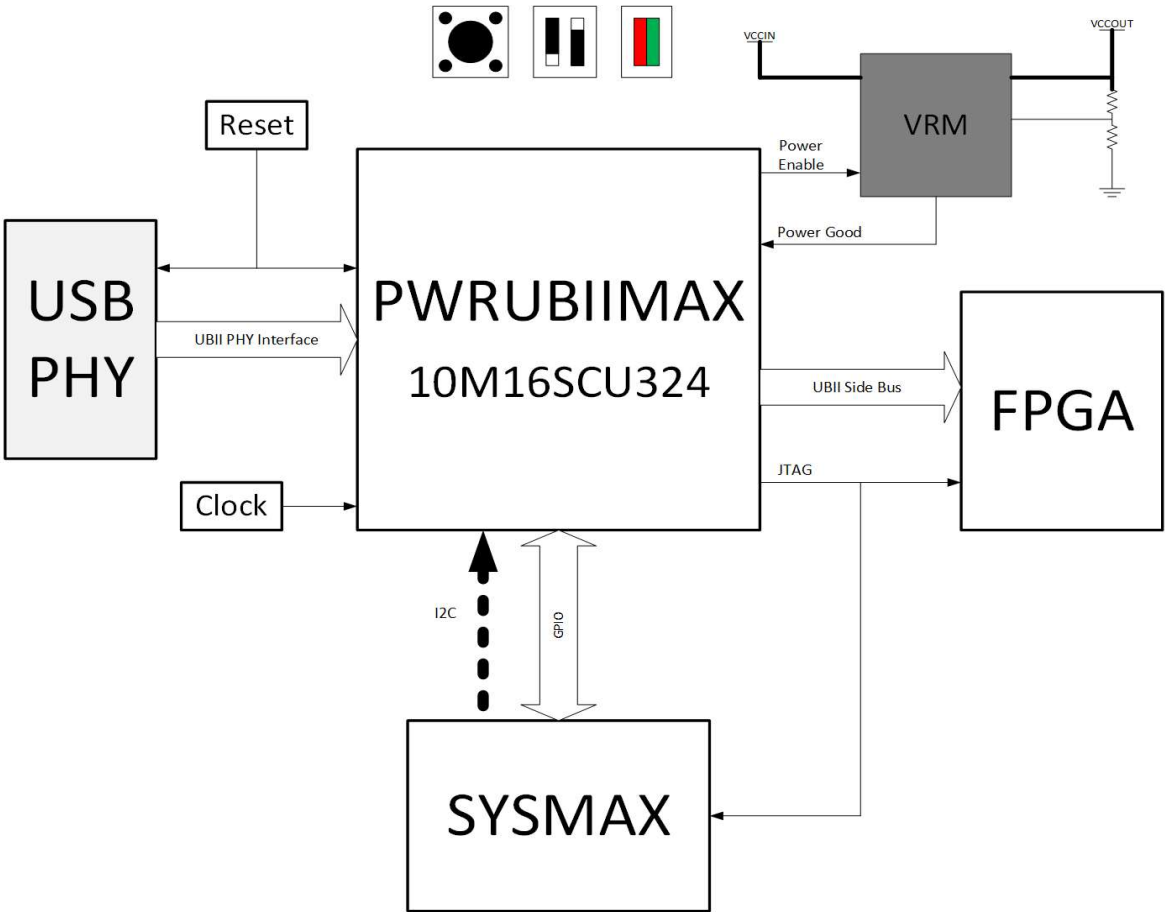 VCCIN
VCCOUT
VRM
Reset
Power
Enable
Power Good
USB
PHY
UBII PHY Interface
PWRUBIIMAX
10M16SCU324
UBII Side Bus
FPGA
JTAG
Clock
I2C
GPIO
SYSMAX